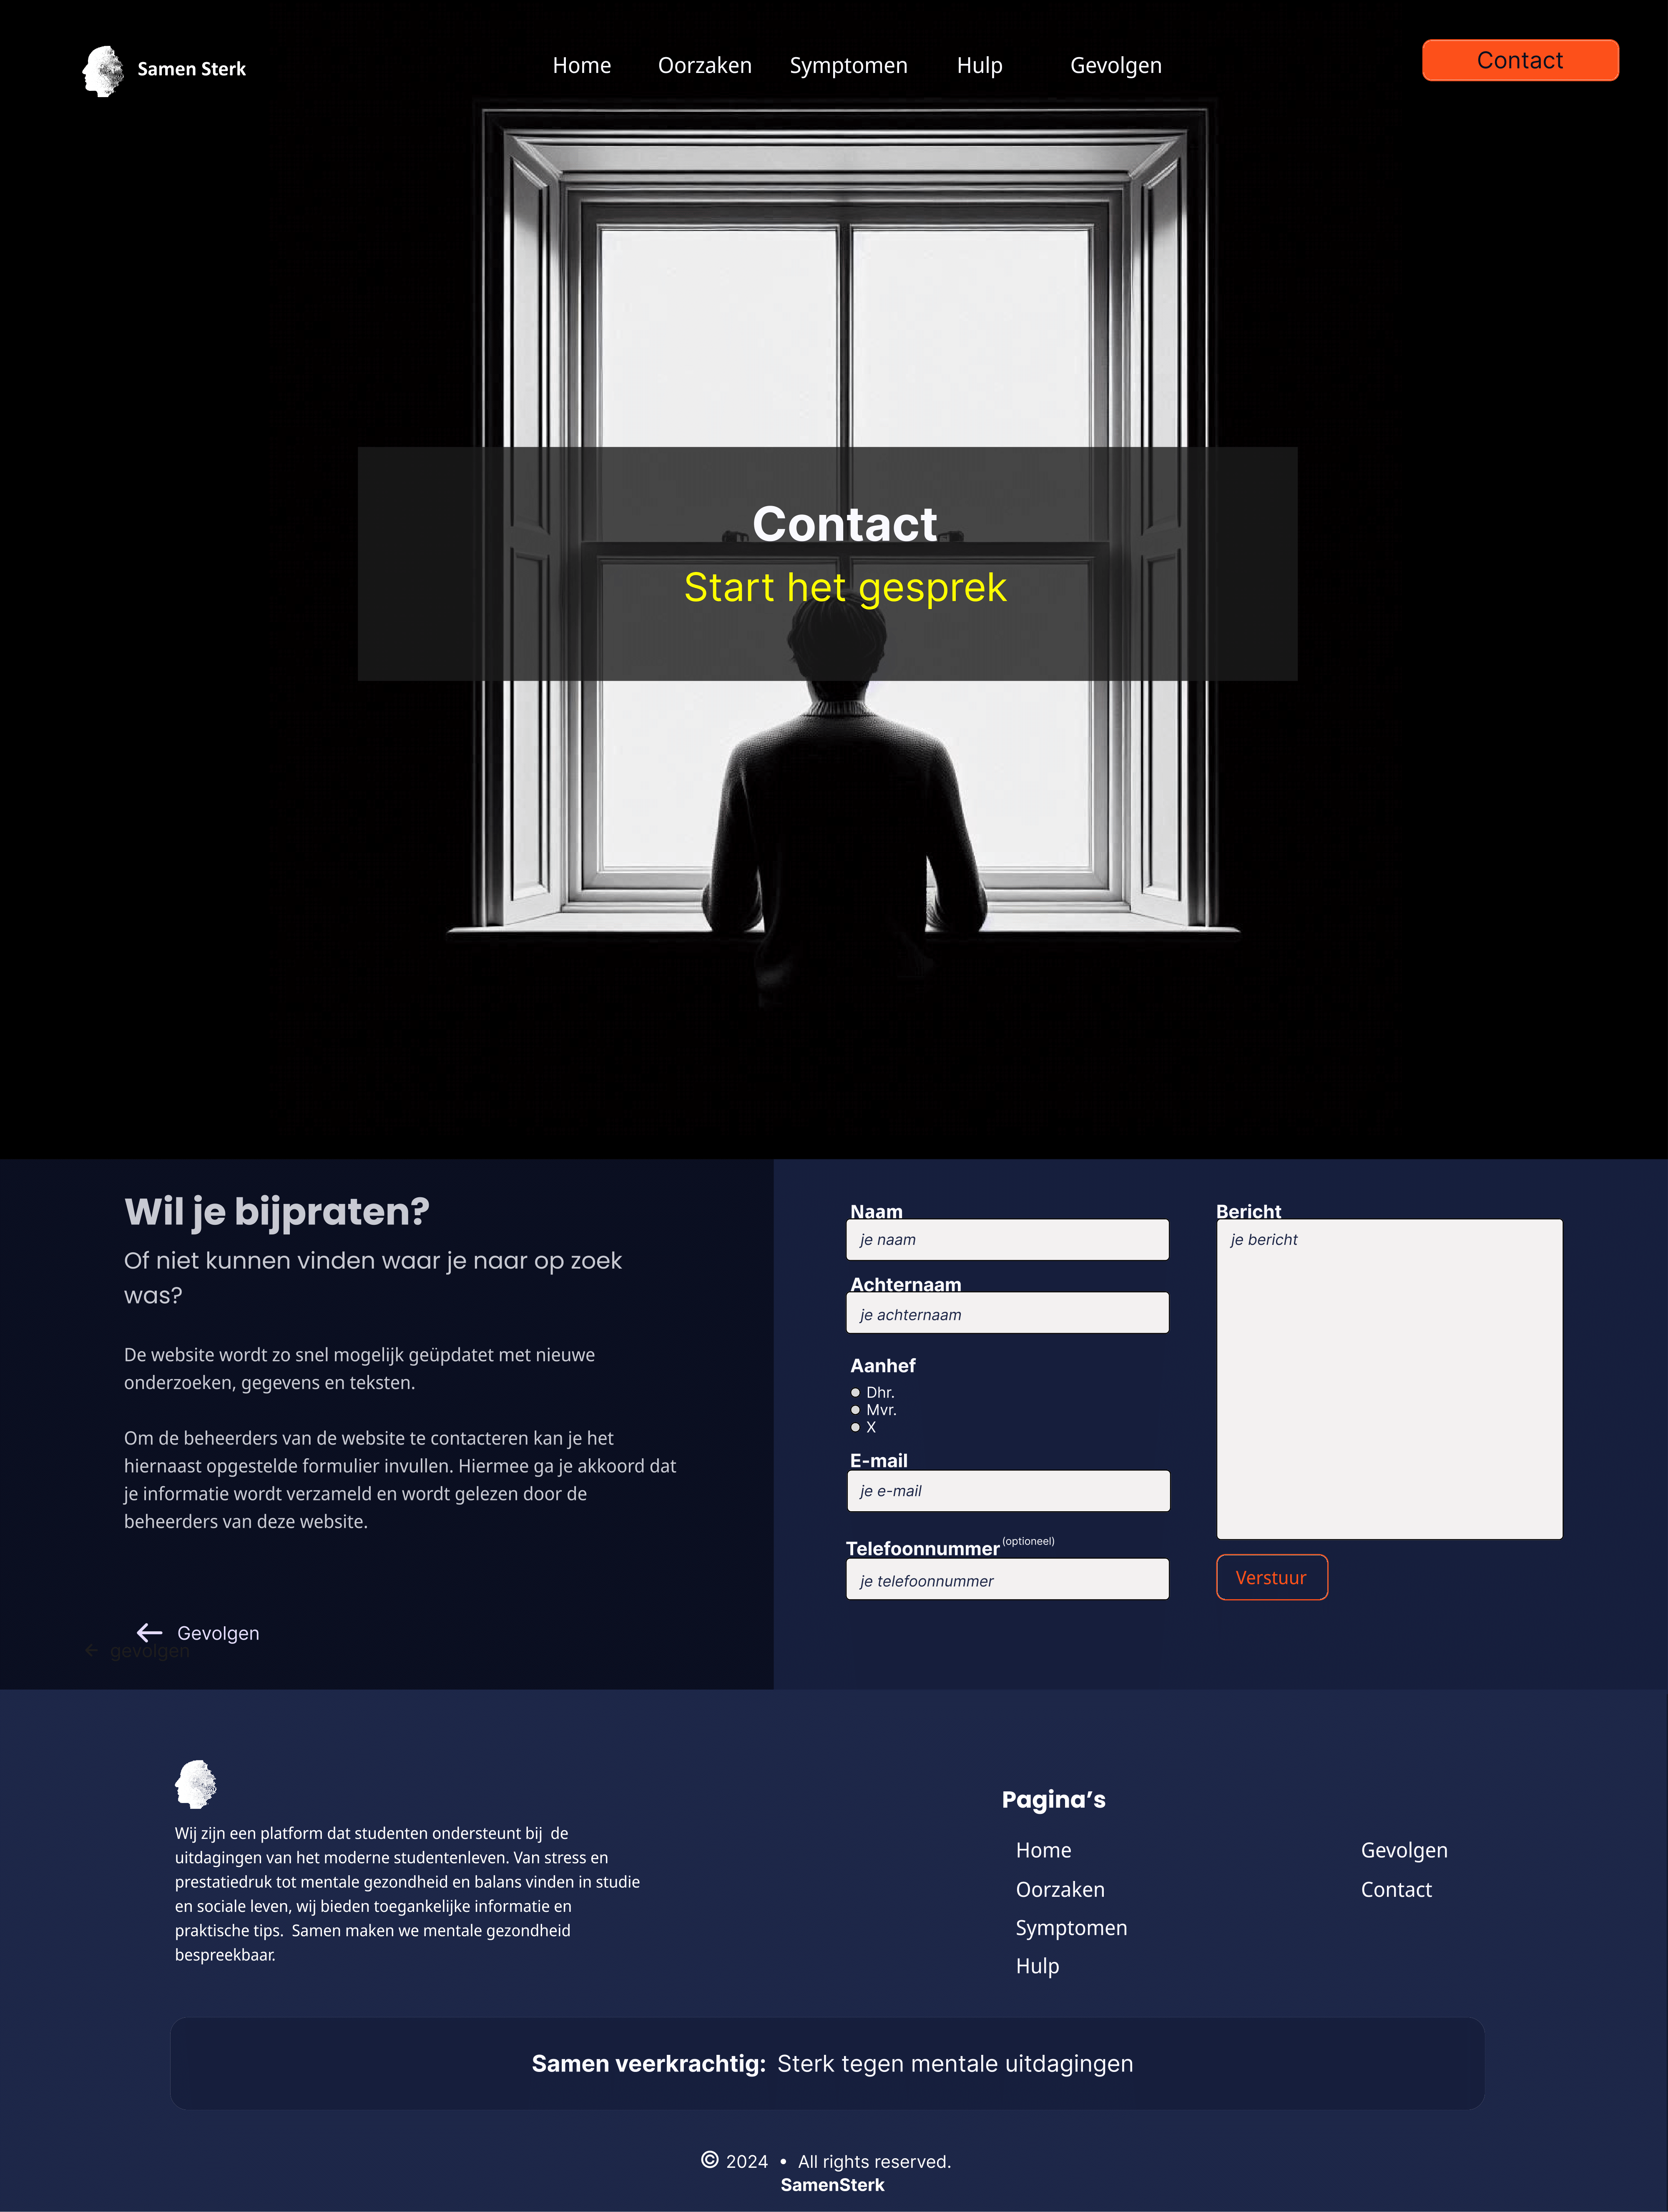 Samen Sterk
Home Oorzaken Symptomen Hulp Gevolgen
Contact
Contact
Start het gesprek
Wil je bijpraten?
Of niet kunnen vinden waar je naar op zoek
was?
De website wordt zo snel mogelijk geüpdatet met nieuwe
onderzoeken, gegevens en teksten.
Om de beheerders van de website te contacteren kan je het
hiernaast opgestelde formulier invullen. Hiermee ga je akkoord dat
je informatie wordt verzameld en wordt gelezen door de
beheerders van deze website.
← Gevolgen
← gevolgen
Naam
je naam
Achternaam
je achternaam
Aanhef
Dhr.
Mvr.
X
E-mail
je e-mail
Telefoonnummer (optioneel)
je telefoonnummer
Bericht
je bericht
Verstuur
Wij zijn een platform dat studenten ondersteunt bij de
uitdagingen van het moderne studentenleven. Van stress en
prestatiedruk tot mentale gezondheid en balans vinden in studie
en sociale leven, wij bieden toegankelijke informatie en
praktische tips. Samen maken we mentale gezondheid
bespreekbaar.
Pagina’s
Home
Oorzaken
Symptomen
Hulp
Gevolgen
Contact
Samen veerkrachtig: Sterk tegen mentale uitdagingen
© 2024 • All rights reserved.
SamenSterk